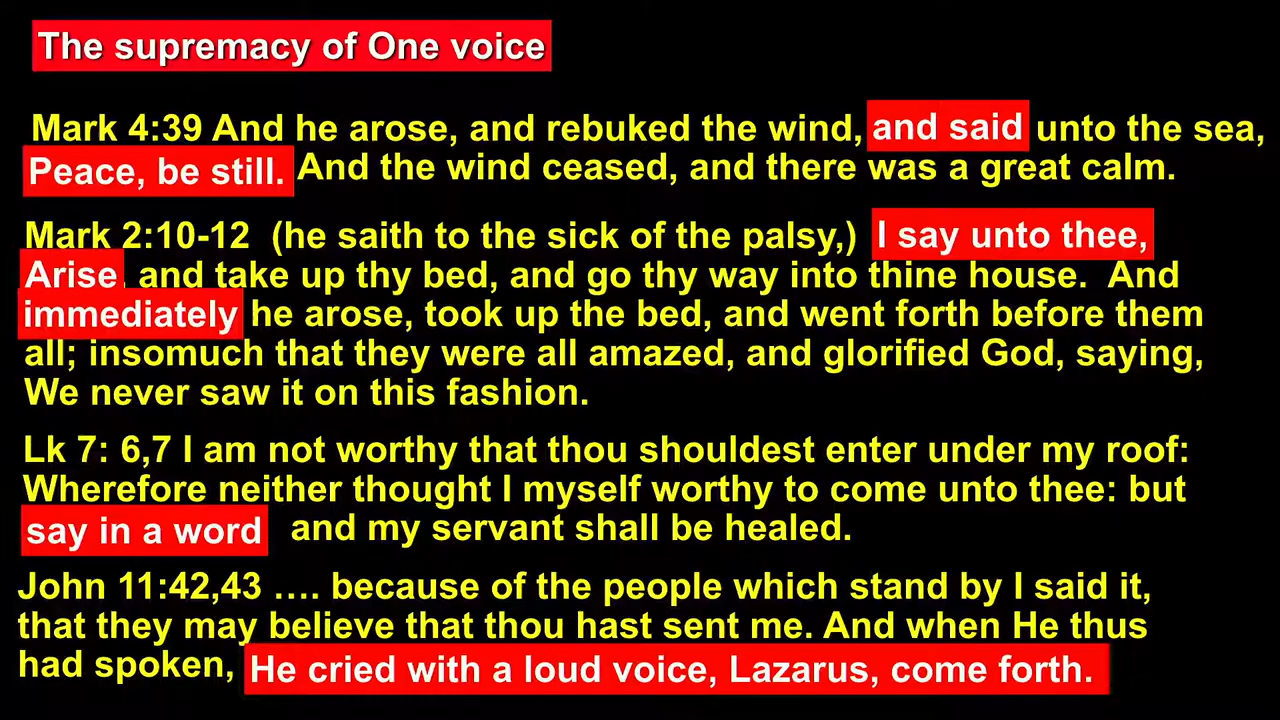 The supremacy of One voice
Mark 4:39 And he arose, and rebuked the wind, and said unto the sea,
Peace, be still. And the wind ceased, and there was a great calm.
Mark 2:10-12 (he saith to the sick of the palsy,) I say unto thee,
Arise, and take up thy bed, and go thy way into thine house. And
immediately he arose, took up the bed, and went forth before them
all; insomuch that they were all amazed, and glorified God, saying,
We never saw it on this fashion.
Lk 7: 6,7 I am not worthy that thou shouldest enter under my roof:
Wherefore neither thought I myself worthy to come unto thee: but
say in a word and my servant shall be healed.
John 11:42,43 .... because of the people which stand by I said it,
that they may believe that thou hast sent me. And when He thus
had spoken, He cried with a loud voice, Lazarus, come forth.